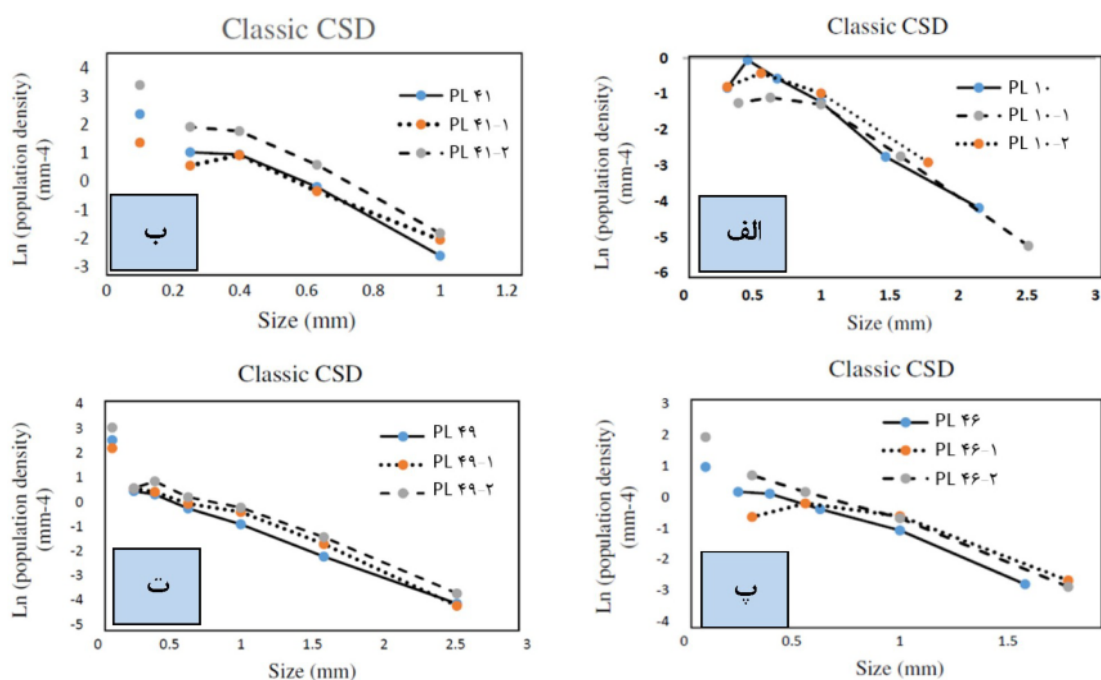 Classic CSD
Ln (population density)
(mm-4)
4
3
2
1
0
-1
-2
-3
0
0.2
0.4
0.6
0.8
1
1.2
Size (mm)
PL ۴۱
PL ۴۱-۱
PL ۴۱-۲
ب
Classic CSD
Ln (population density)
(mm-4)
0
-1
-2
-3
-4
-5
-6
0
0.5
1
1.5
2
2.5
3
Size (mm)
PL ۱۰
PL ۱۰-۱
PL ۱۰-۲
الف
Classic CSD
Ln (population density)
(mm-4)
4
3
2
1
0
-1
-2
-3
-4
-5
0
0.5
1
1.5
2
2.5
3
Size (mm)
PL ۴۹
PL ۴۹-۱
PL ۴۹-۲
ت
Classic CSD
Ln (population density)
(mm-4)
3
2
1
0
-1
-2
-3
-4
0
0.5
1
1.5
Size (mm)
PL ۴۶
PL ۴۶-۱
PL ۴۶-۲
پ